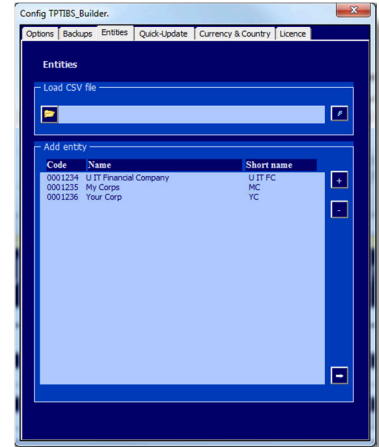 Config TPTIBS_Builder.
Options Backups Entities Quick-Update Currency & Country Licence
Entities
Load CSV file
Add entity
Code Name Short name
0001234 U IT Financial Company U IT FC
0001235 My Corps MC
0001236 Your Corp YC
+
-